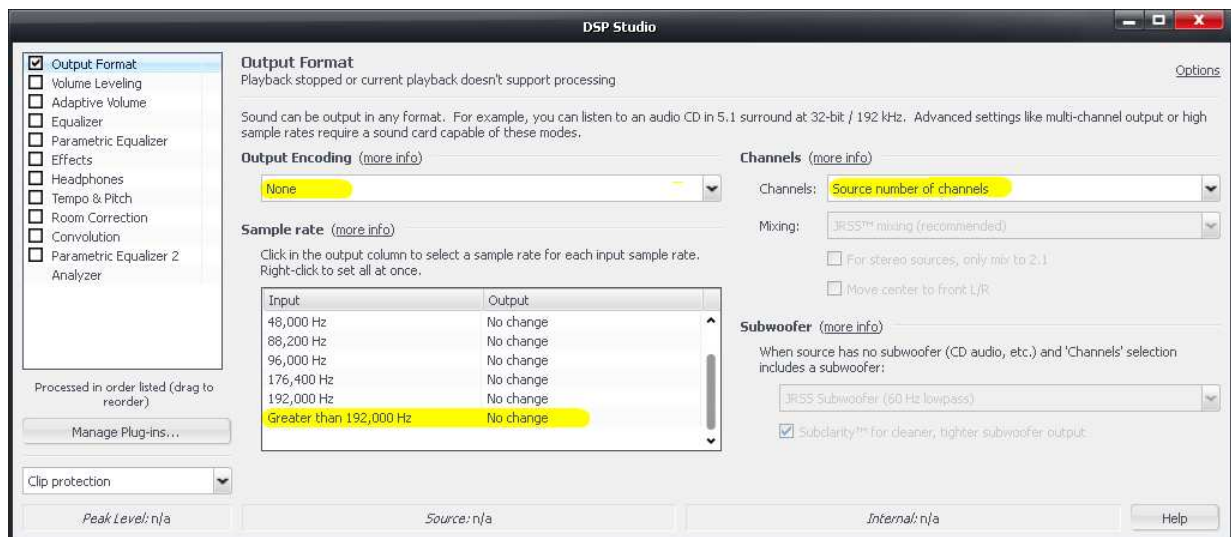 DSP Studio
Output Format
Volume Leveling
Adaptive Volume
Equalizer
Parametric Equalizer
Effects
Headphones
Tempo & Pitch
Room Correction
Convolution
Parametric Equalizer 2
Analyzer
Processed in order listed (drag to
reorder)
Manage Plug-ins...
Clip protection
Output Format
Playback stopped or current playback doesn't support processing
Options
Sound can be output in any format. For example, you can listen to an audio CD in 5.1 surround at 32-bit / 192 kHz. Advanced settings like multi-channel output or high
sample rates require a sound card capable of these modes.
Output Encoding (more info)
None
Sample rate (more info)
Click in the output column to select a sample rate for each input sample rate.
Right-click to set all at once.
Input Output
48,000 Hz No change
88,200 Hz No change
96,000 Hz No change
176,400 Hz No change
192,000 Hz No change
Greater than 192,000 Hz No change
Channels (more info)
Channels: Source number of channels
Mixing: JRSS™ mixing (recommended)
For stereo sources, only mix to 2.1
Move center to front L/R
Subwoofer (more info)
When source has no subwoofer (CD audio, etc.) and 'Channels' selection
includes a subwoofer:
JRSS Subwoofer (60 Hz lowpass)
Subclarity™ for cleaner, tighter subwoofer output
Peak Level: n/a
Source: n/a
Internal: n/a
Help